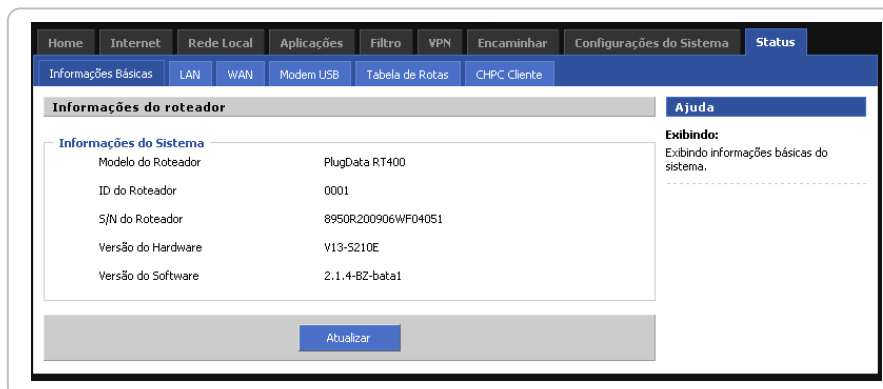 Home Internet Rede Local Aplicações Filtro VPN Encaminhar Configurações do Sistema Status
Informações Básicas LAN WAN Modem USB Tabela de Rotas CHPC Cliente
Informações do roteador
Informações do Sistema
Modelo do Roteador PlugData RT400
ID do Roteador 0001
S/N do Roteador 8950R200906WF04051
Versão do Hardware V13-S210E
Versão do Software 2.1.4-BZ-bata1
Atualizar
Ajuda
Exibindo:
Exibindo informações básicas do
sistema.